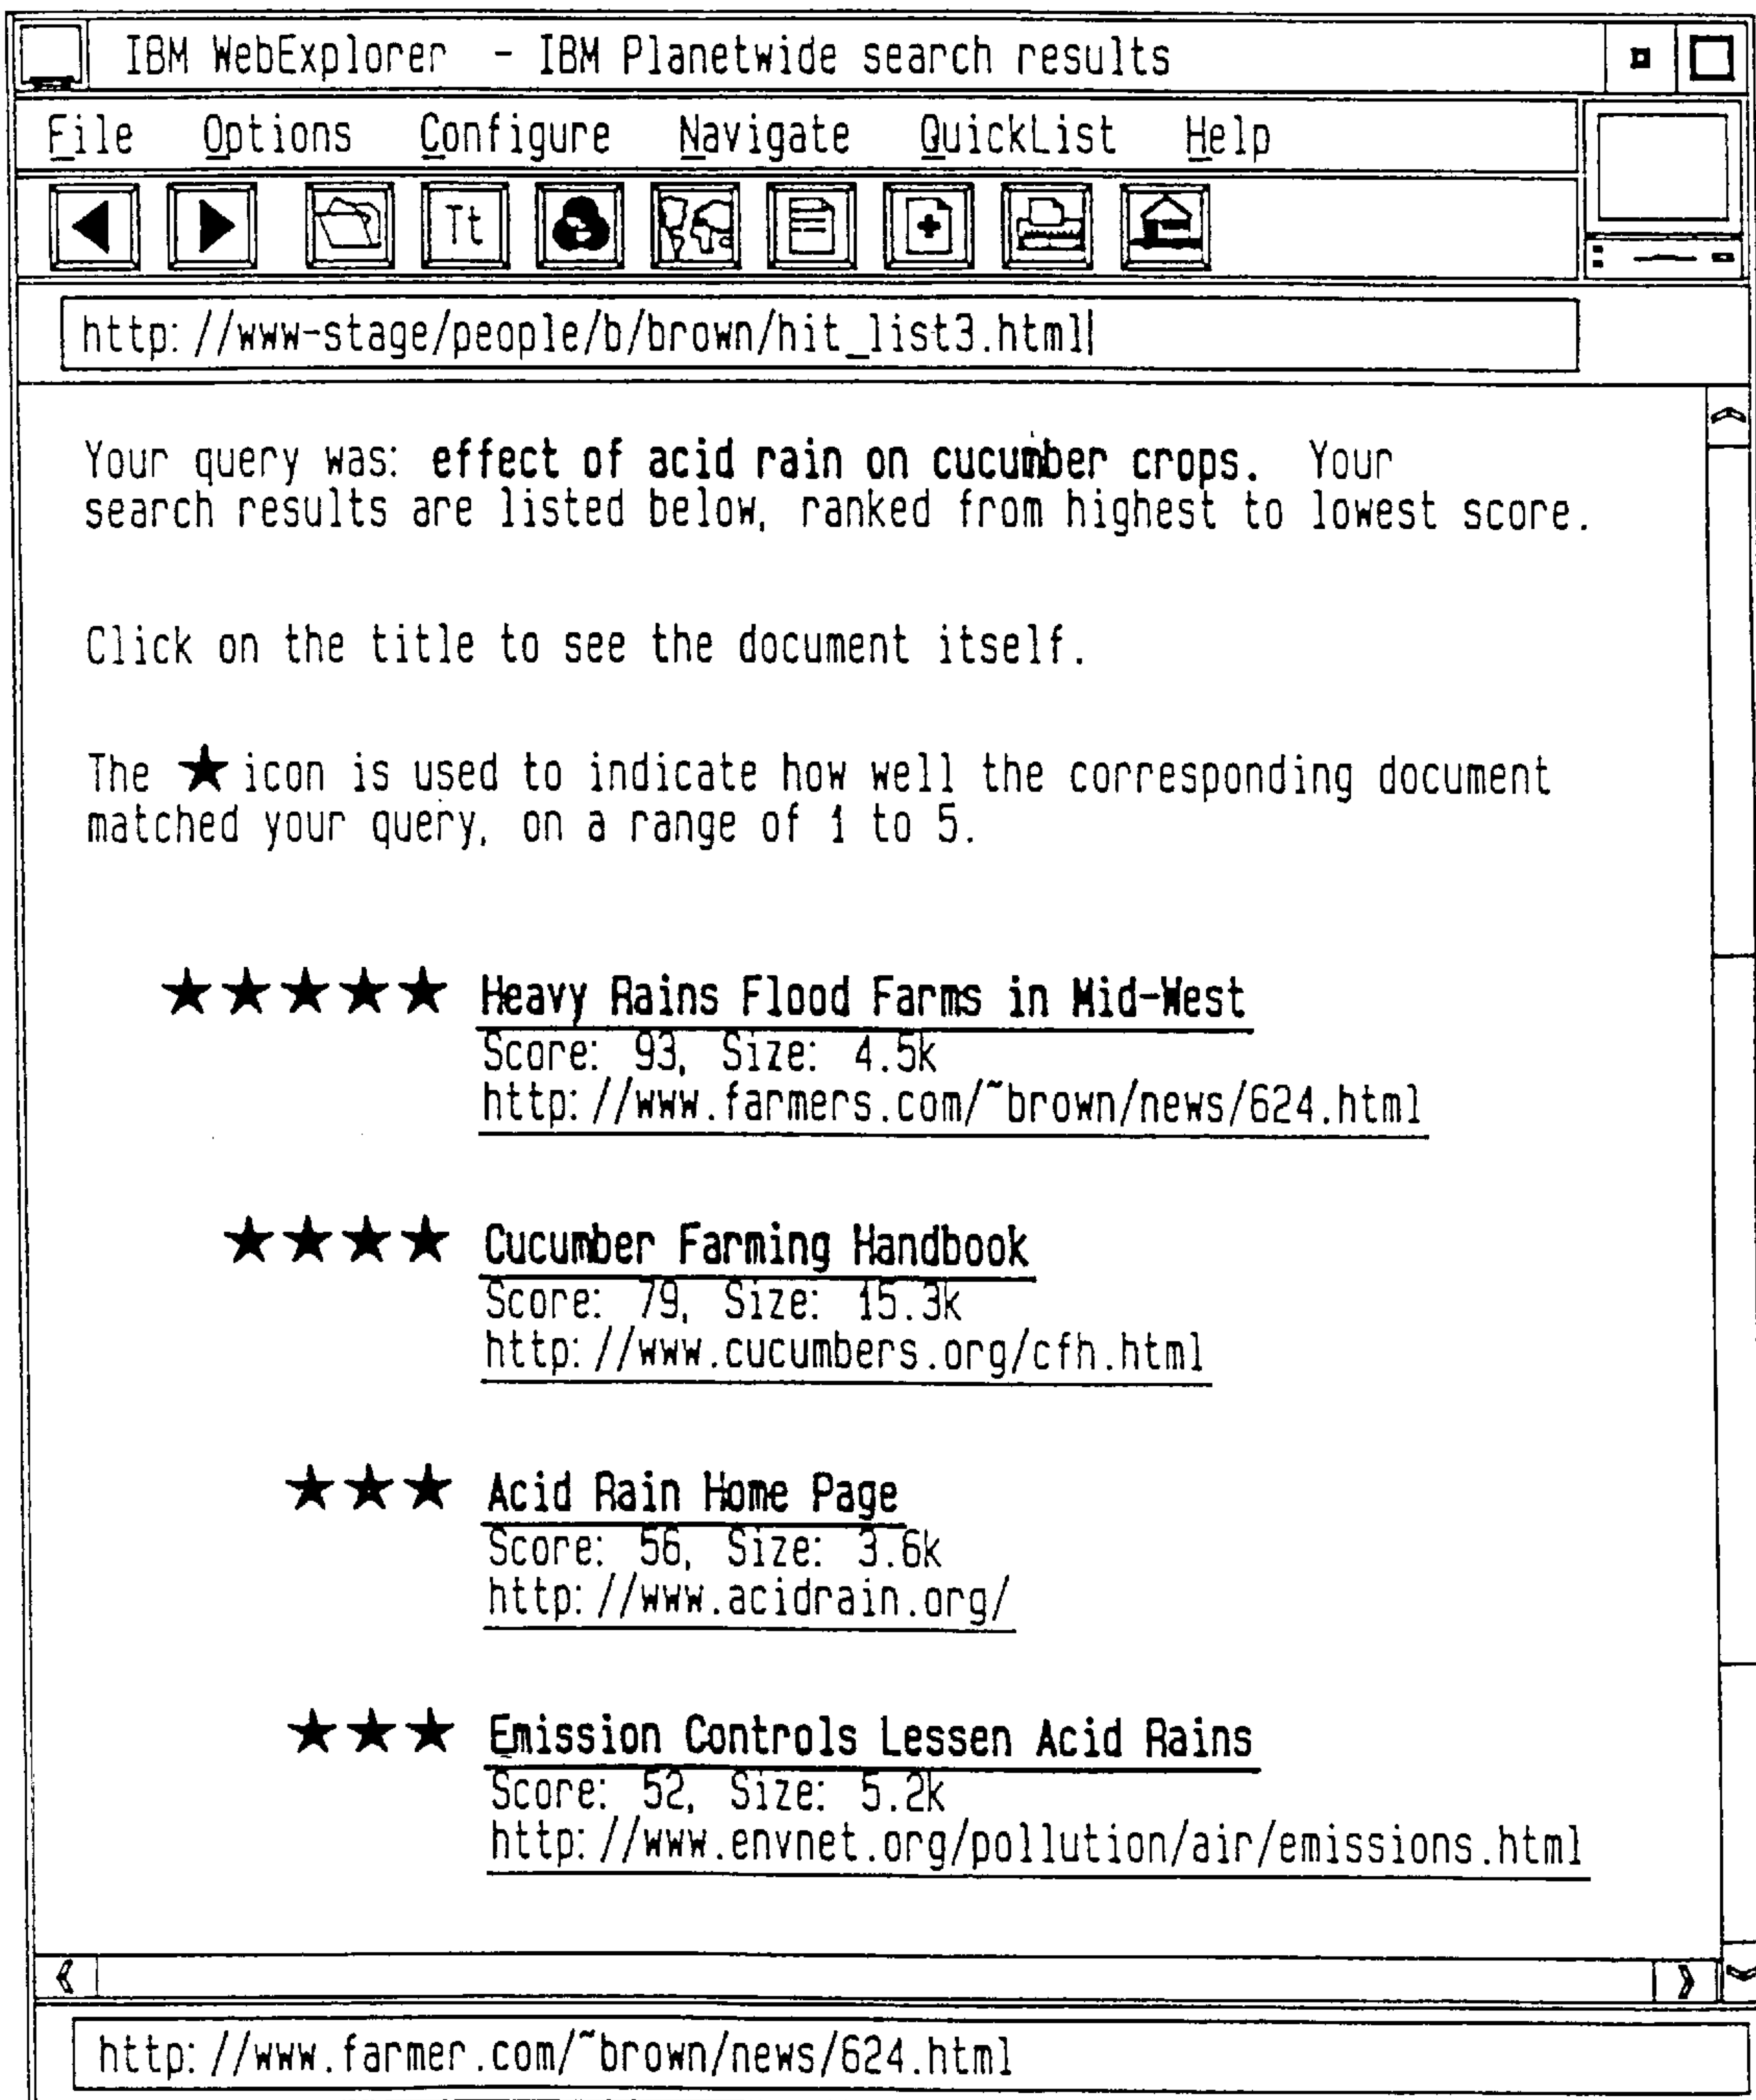 IBM WebExplorer - IBM Planetwide search results
File Options Configure Navigate QuickList Help
Tt
http://www-stage/people/b/brown/hit_list3.html
Your query was: effect of acid rain on cucumber crops. Your
search results are listed below, ranked from highest to lowest score.
Click on the title to see the document itself.
The ★ icon is used to indicate how well the corresponding document
matched your query, on a range of 1 to 5.
★★★★★ Heavy Rains Flood Farms in Mid-West
Score: 93, Size: 4.5k
http://www.farmers.com/~brown/news/624.html
★★★★ Cucumber Farming Handbook
Score: 79, Size: 15.3k
http://www.cucumbers.org/cfh.html
★★★ Acid Rain Home Page
Score: 56, Size: 3.6k
http://www.acidrain.org/
★★★ Emission Controls Lessen Acid Rains
Score: 52, Size: 5.2k
http://www.envnet.org/pollution/air/emissions.html
http://www.farmer.com/~brown/news/624.html